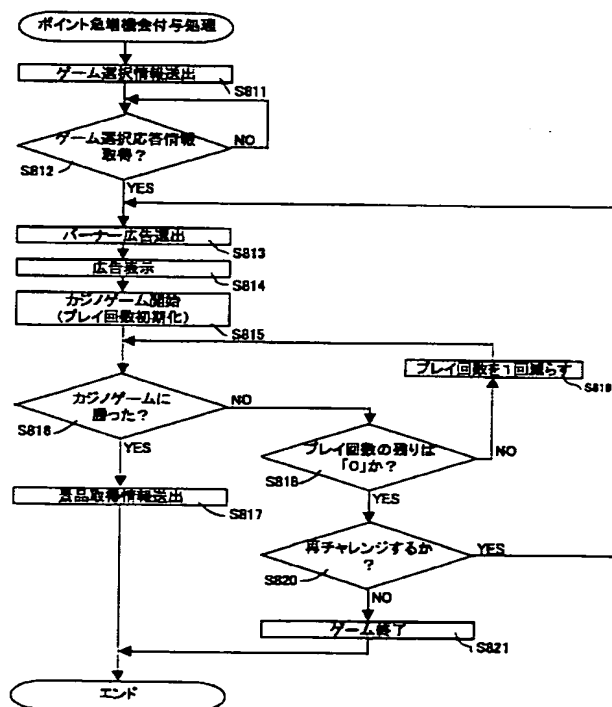 ポイント急増機会付与処理
ゲーム選択情報送出
S811
ゲーム選択応答情報
取得？
NO
S812
YES
バーナー広告選出
S813
広告表示
S814
カジノゲーム開始
(プレイ回数初期化)
S815
プレイ回数を1回減らす
S819
カジノゲームに
勝った？
NO
S816
YES
プレイ回数の残りは
「0」か？
NO
S818
YES
景品取得情報送出
S817
再チャレンジするか
？
YES
S820
NO
ゲーム終了
S821
エンド